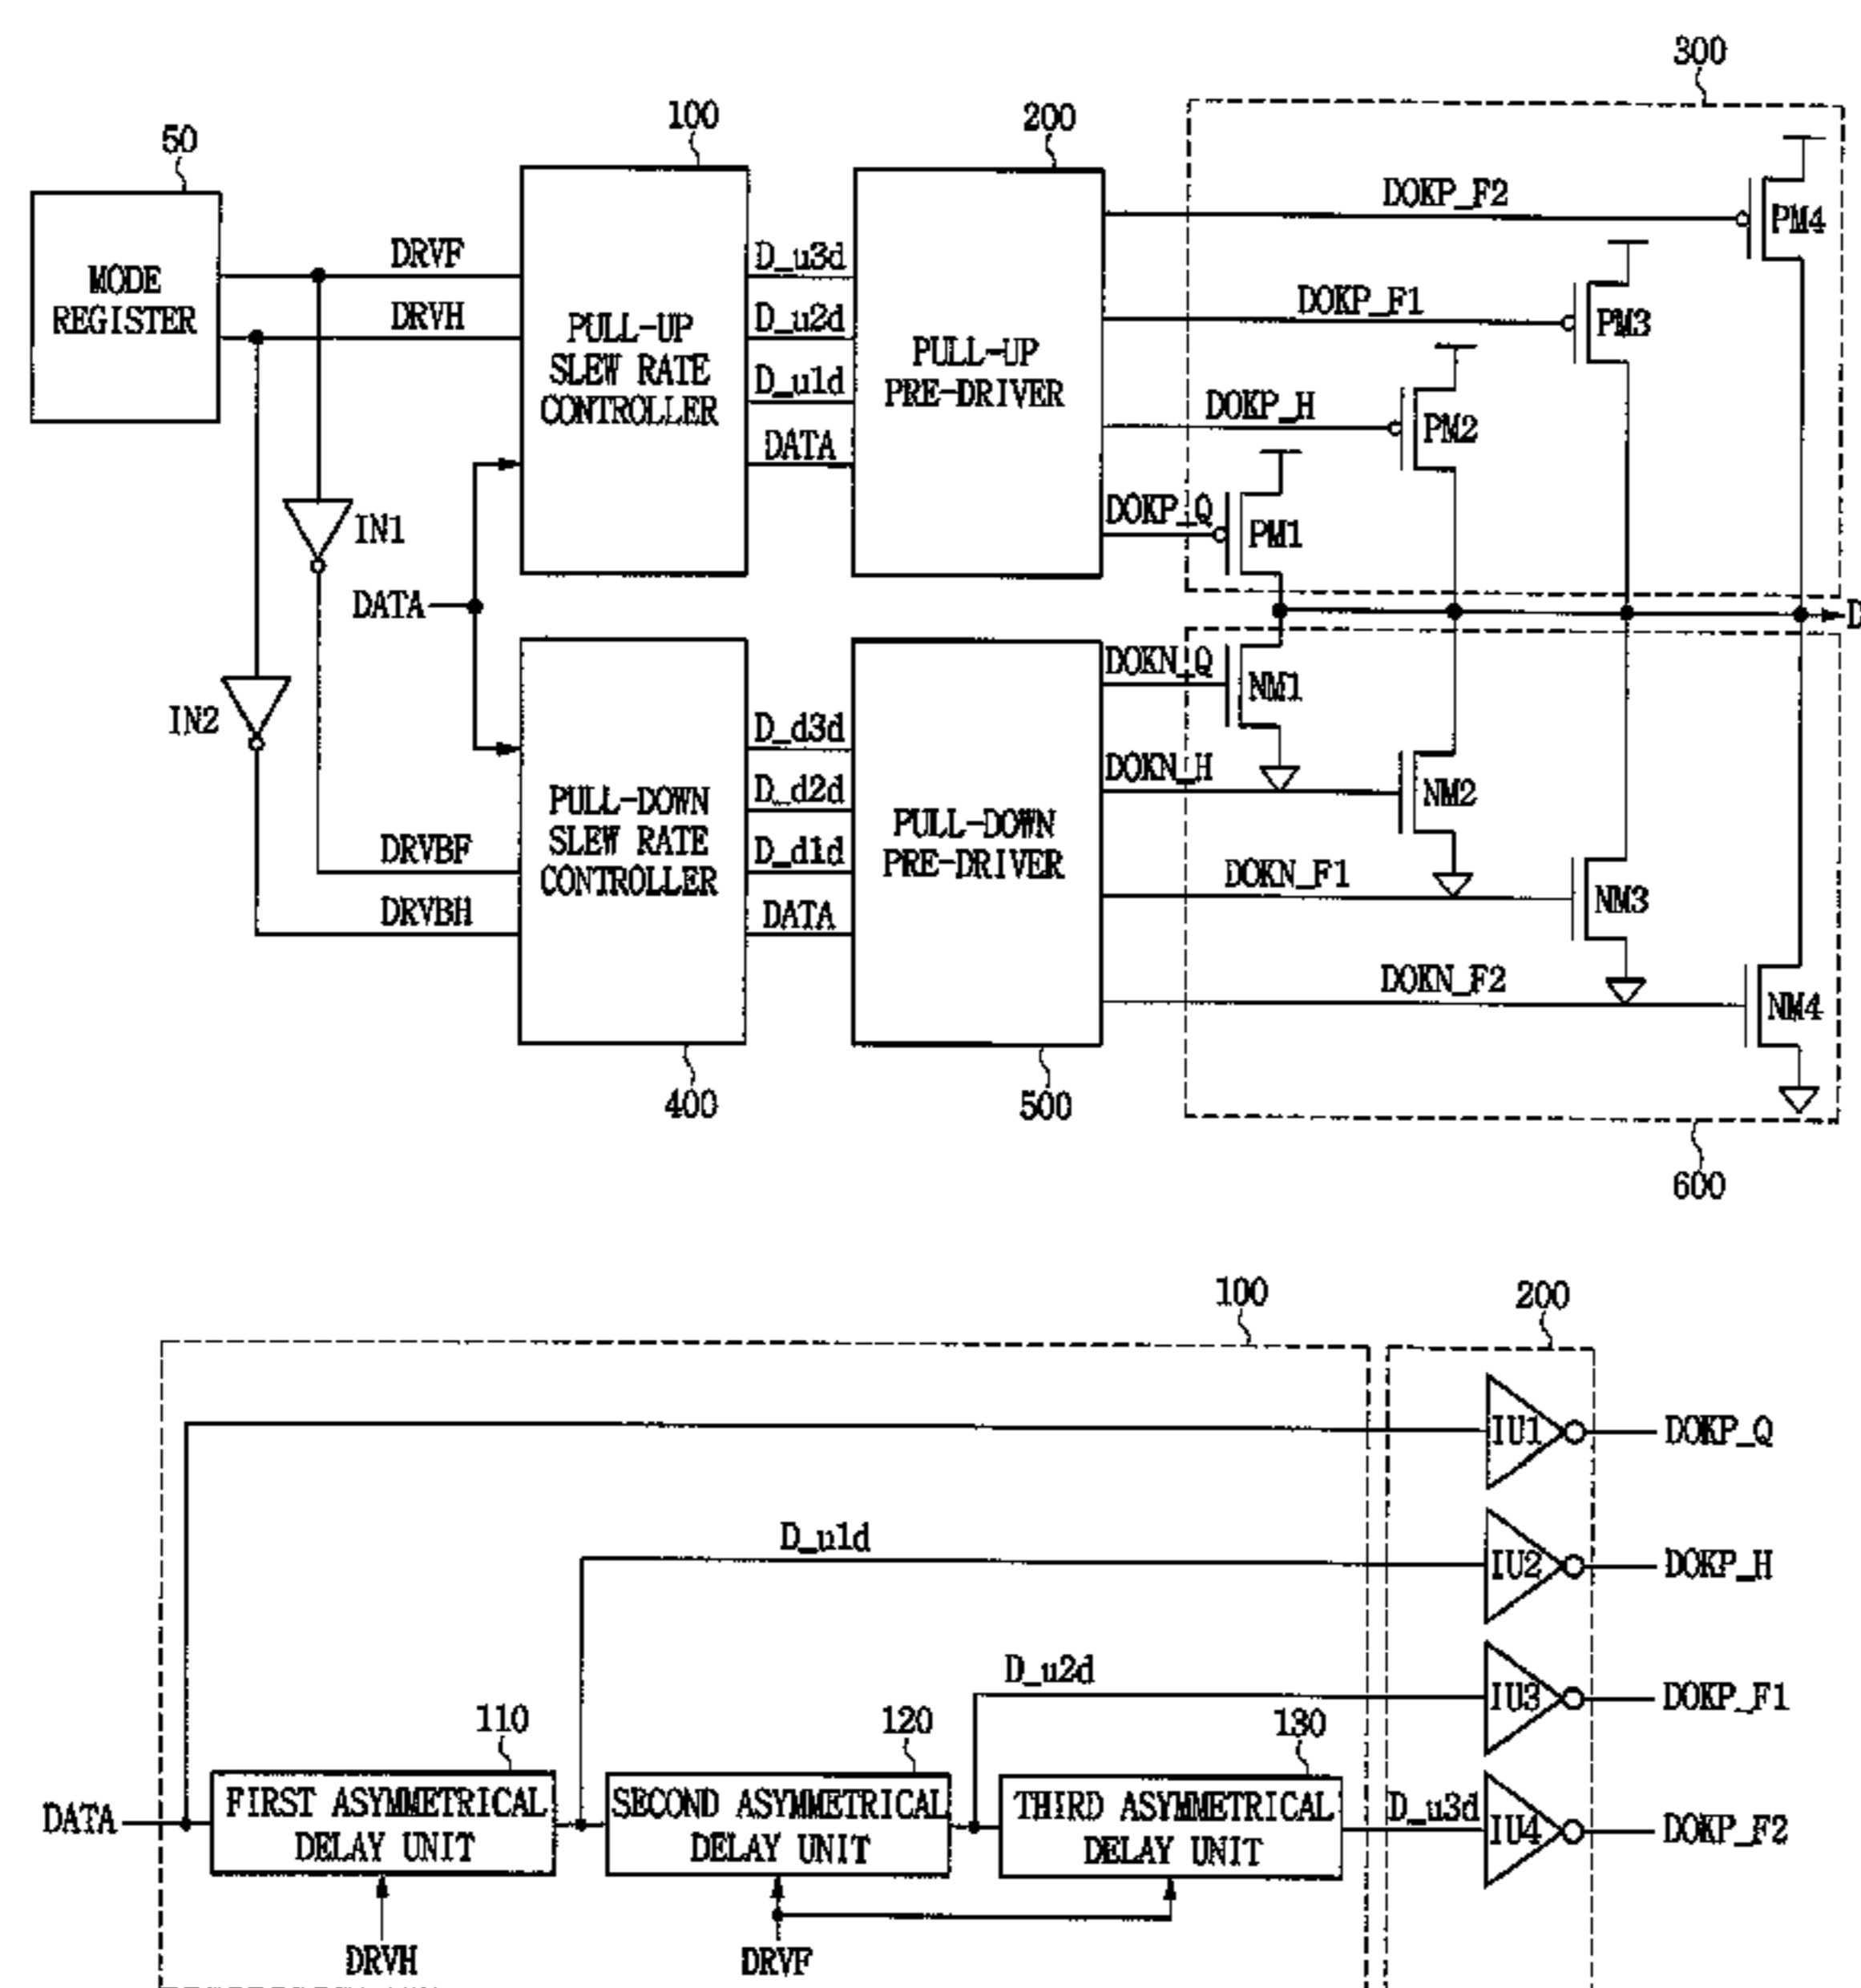 300
50
100
200
MODE
REGISTER
DRVF
DRVH
PULL-UP
SLEW RATE
CONTROLLER
D_u3d
D_u2d
D_u1d
DATA
PULL-UP
PRE-DRIVER
DOKP_F2
PM4
DOKP_F1
PM3
DOKP_H
PM2
DOKP_Q
PM1
IN1
DATA
D
IN2
DRVBF
DRVBH
PULL-DOWN
SLEW RATE
CONTROLLER
D_d3d
D_d2d
D_d1d
DATA
PULL-DOWN
PRE-DRIVER
DOKN_Q
NM1
DOKN_H
NM2
DOKN_F1
NM3
DOKN_F2
NM4
400
500
600
100
200
IU1
DOKP_Q
D_u1d
IU2
DOKP_H
D_u2d
IU3
DOKP_F1
110
120
130
DATA
FIRST ASYMMETRICAL
DELAY UNIT
SECOND ASYMMETRICAL
DELAY UNIT
THIRD ASYMMETRICAL
DELAY UNIT
D_u3d
IU4
DOKP_F2
DRVH
DRVF